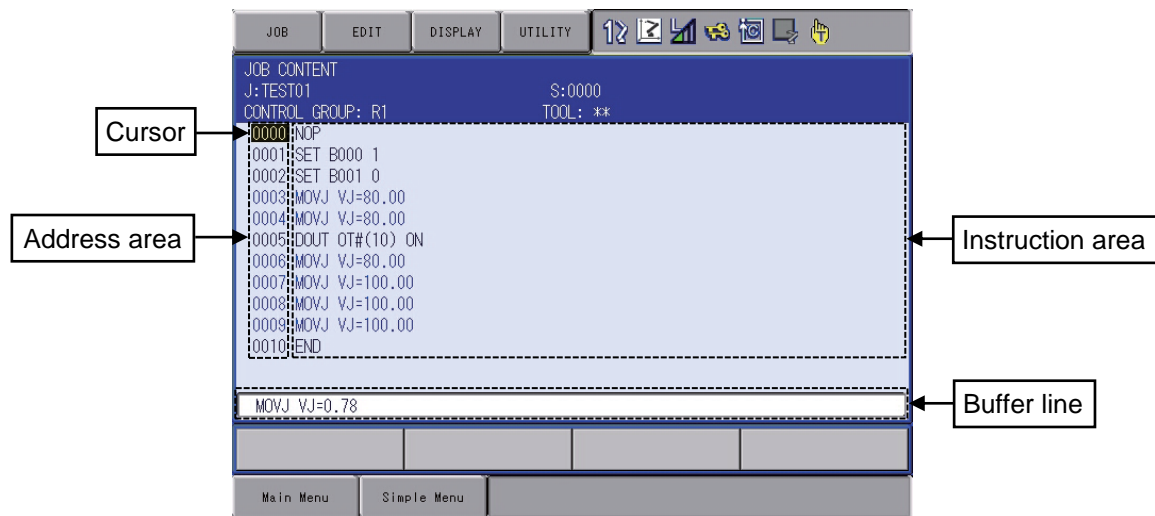 JOB EDIT DISPLAY UTILITY
JOB CONTENT
J:TEST01 S:0000
CONTROL GROUP: R1 TOOL: **
Cursor
0000 NOP
0001 SET B000 1
0002 SET B001 0
0003 MOVJ VJ=80.00
0004 MOVJ VJ=80.00
Address area
0005 DOUT OT#(10) ON
Instruction area
0006 MOVJ VJ=80.00
0007 MOVJ VJ=100.00
0008 MOVJ VJ=100.00
0009 MOVJ VJ=100.00
0010 END
MOVJ VJ=0.78
Buffer line
Main Menu Simple Menu